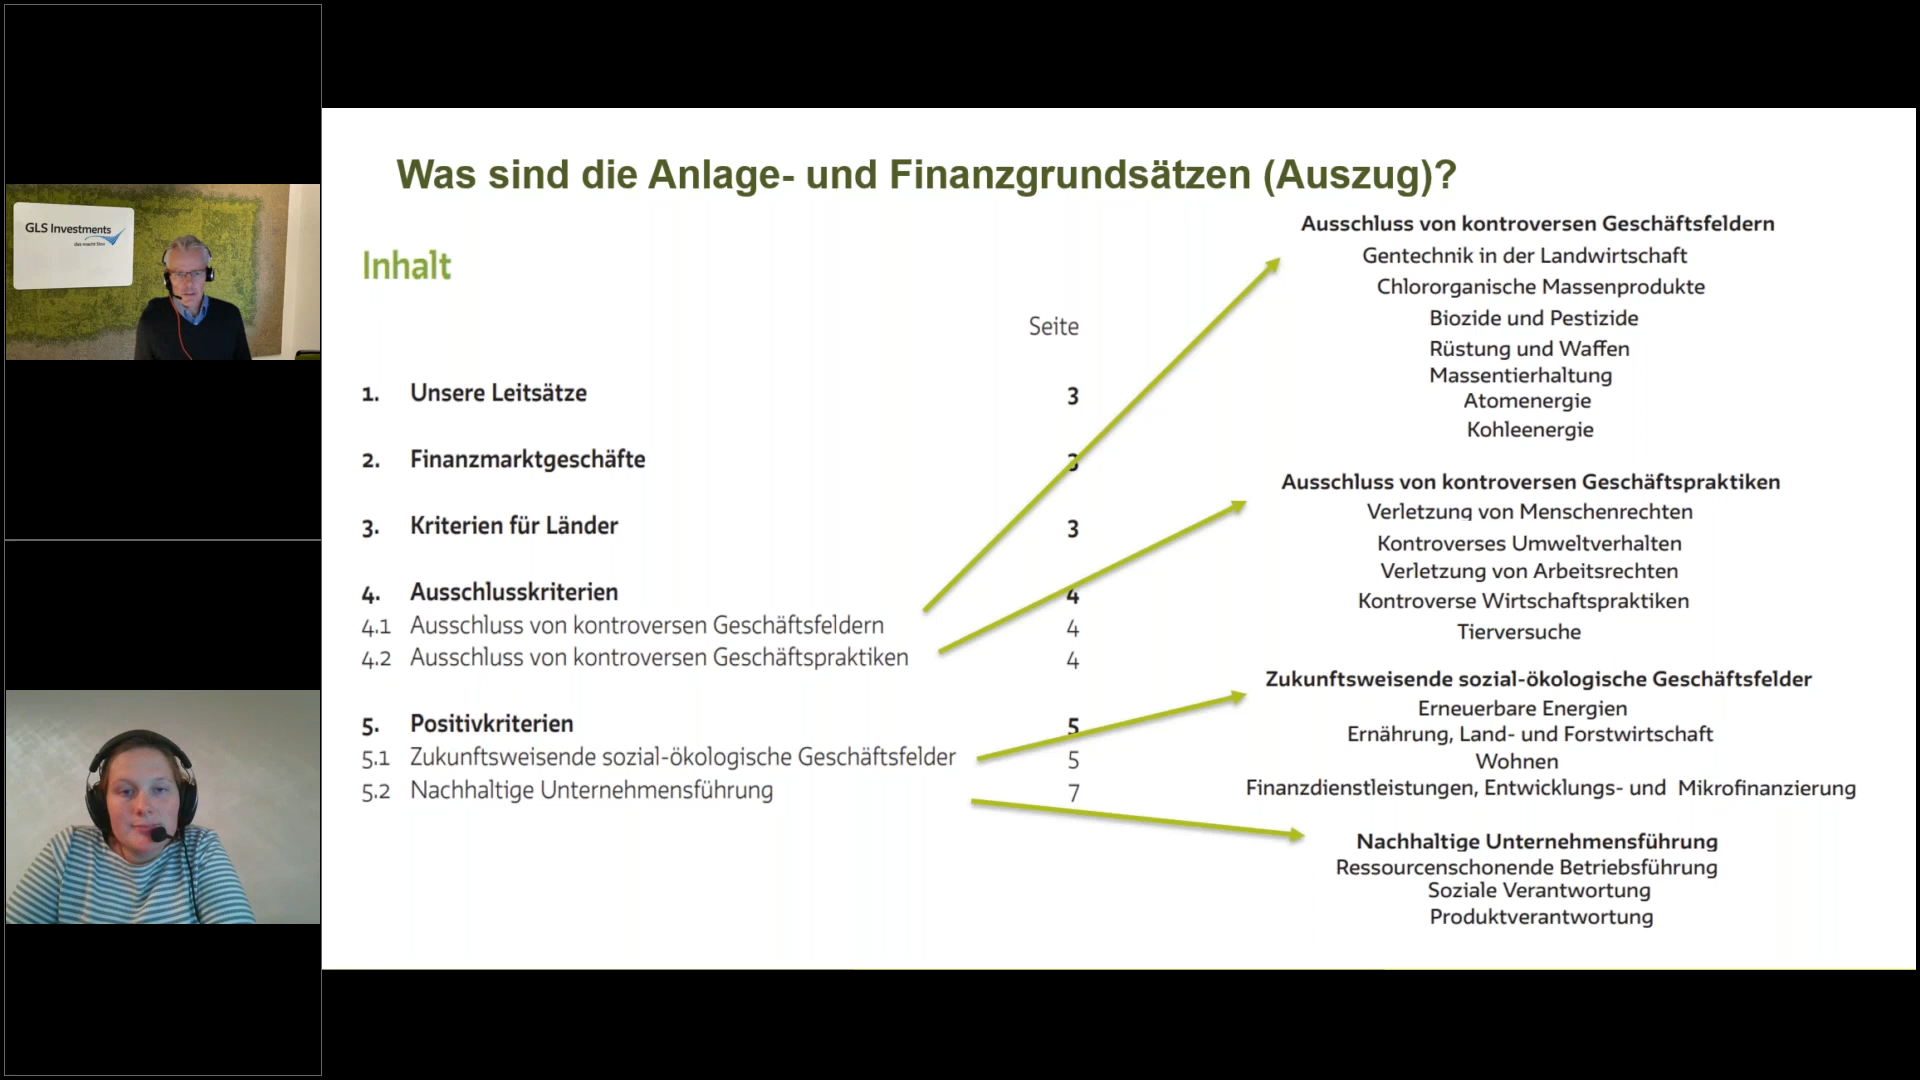 GLS Investments
das macht Sinn
Was sind die Anlage- und Finanzgrundsätzen (Auszug)?
Inhalt
Seite
1. Unsere Leitsätze 3
2. Finanzmarktgeschäfte 3
3. Kriterien für Länder 3
4. Ausschlusskriterien 4
4.1 Ausschluss von kontroversen Geschäftsfeldern 4
4.2 Ausschluss von kontroversen Geschäftspraktiken 4
5. Positivkriterien 5
5.1 Zukunftsweisende sozial-ökologische Geschäftsfelder 5
5.2 Nachhaltige Unternehmensführung 7
Ausschluss von kontroversen Geschäftsfeldern
Gentechnik in der Landwirtschaft
Chlororganische Massenprodukte
Biozide und Pestizide
Rüstung und Waffen
Massentierhaltung
Atomenergie
Kohleenergie
Ausschluss von kontroversen Geschäftspraktiken
Verletzung von Menschenrechten
Kontroverses Umweltverhalten
Verletzung von Arbeitsrechten
Kontroverse Wirtschaftspraktiken
Tierversuche
Zukunftsweisende sozial-ökologische Geschäftsfelder
Erneuerbare Energien
Ernährung, Land- und Forstwirtschaft
Wohnen
Finanzdienstleistungen, Entwicklungs- und Mikrofinanzierung
Nachhaltige Unternehmensführung
Ressourcenschonende Betriebsführung
Soziale Verantwortung
Produktverantwortung